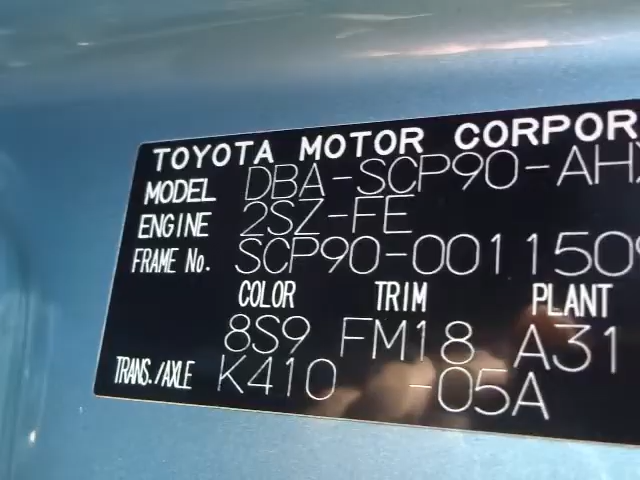 TOYOTA MOTOR CORPOR
MODEL DBA-SCP90-AH
ENGINE 2SZ-FE
FRAME No. SCP90-0011509
COLOR TRIM PLANT
8S9 FM18 A31
TRANS./AXLE K410 -05A